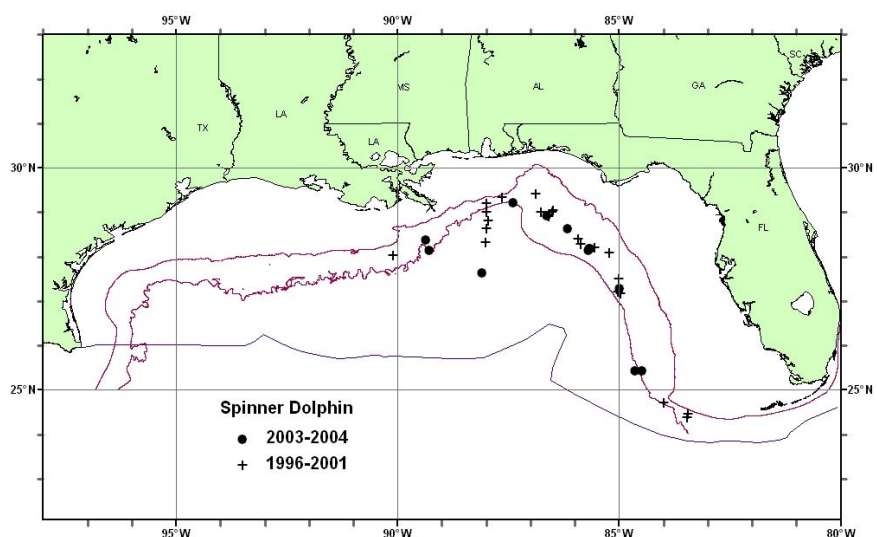 95°W 90°W 85°W 80°W
SC
MS AL GA
LA
TX
LA
30°N 30°N
FL
25°N 25°N
Spinner Dolphin
2003-2004
1996-2001
95°W 90°W 85°W 80°W